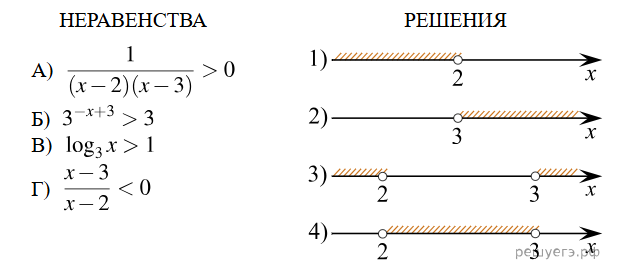 НЕРАВЕНСТВА
А) 1/((x−2)(x−3)) > 0
Б) 3^(−x+3) > 3
В) log₃ x > 1
Г) (x−3)/(x−2) < 0
РЕШЕНИЯ
1) 2 x
2) 3 x
3) 2 3 x
4) 2 3 x
решуегэ.рф